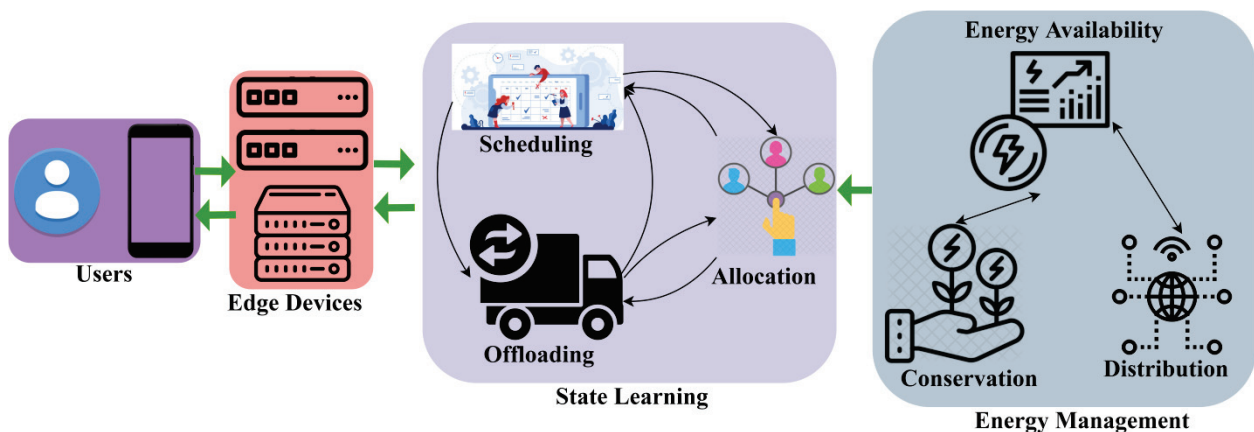 Energy Availability
Scheduling
Users
Edge Devices
Allocation
Offloading
Conservation
Distribution
State Learning
Energy Management